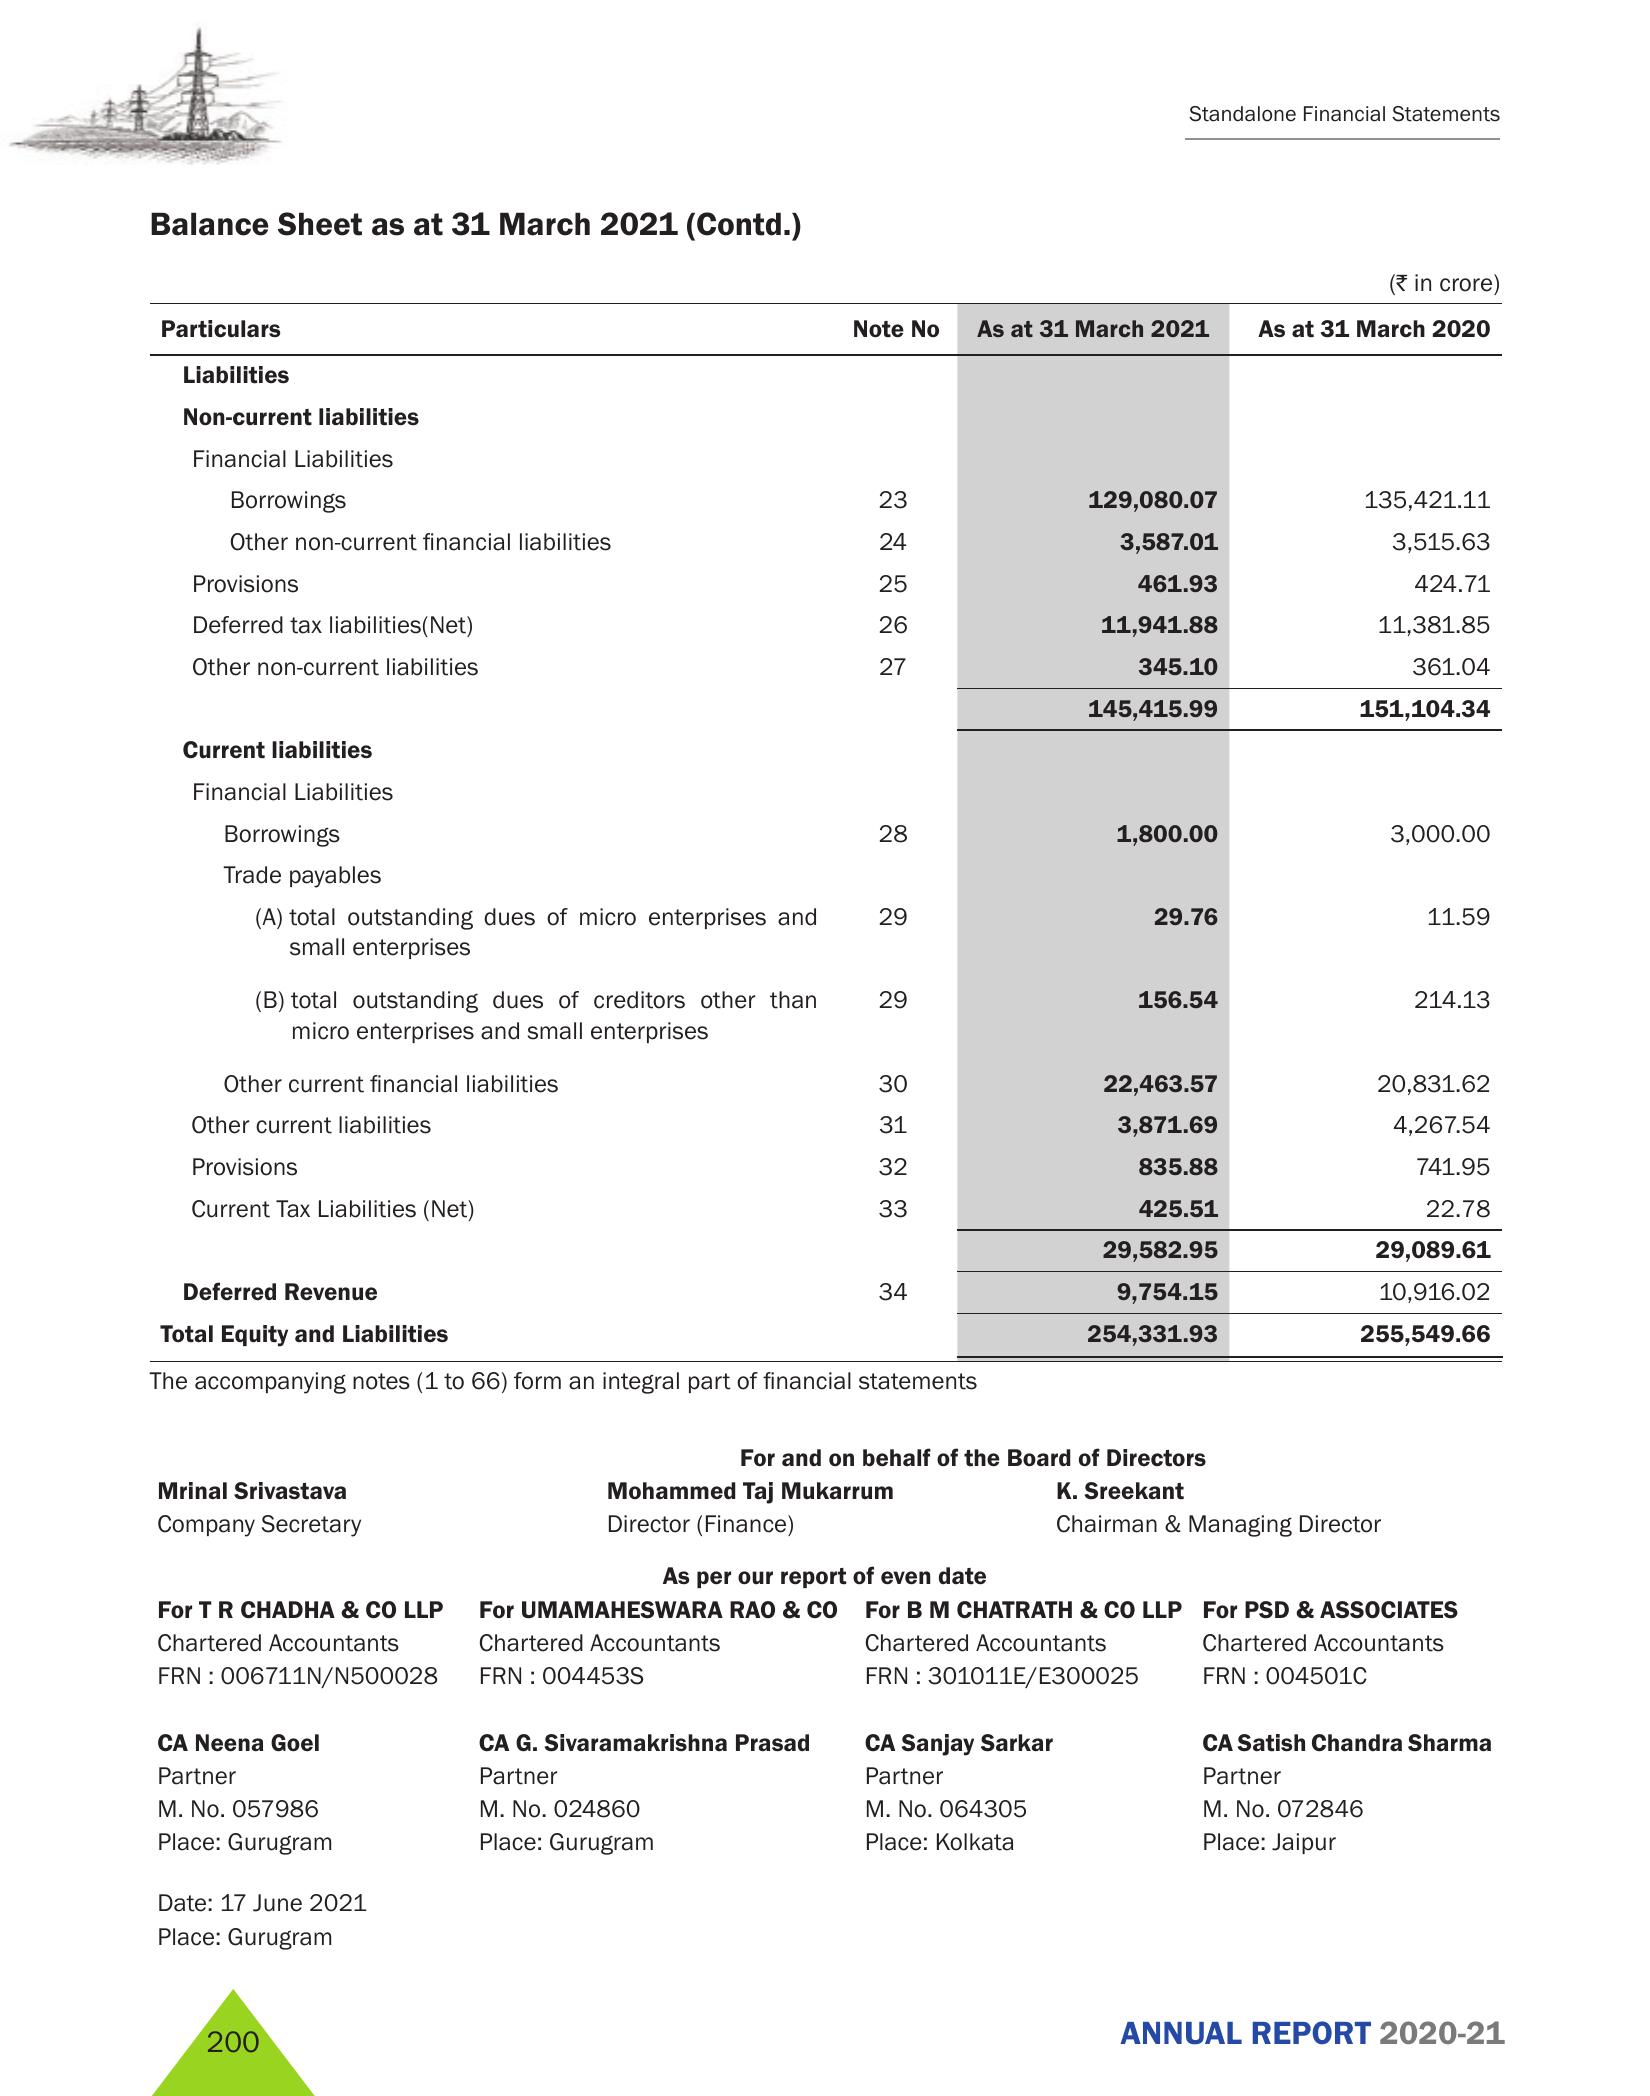 Standalone Financial Statements
Balance Sheet as at 31 March 2021 (Contd.)
(₹ in crore)
Particulars Note No As at 31 March 2021 As at 31 March 2020
Liabilities
Non-current liabilities
Financial Liabilities
Borrowings 23 129,080.07 135,421.11
Other non-current financial liabilities 24 3,587.01 3,515.63
Provisions 25 461.93 424.71
Deferred tax liabilities(Net) 26 11,941.88 11,381.85
Other non-current liabilities 27 345.10 361.04
145,415.99 151,104.34
Current liabilities
Financial Liabilities
Borrowings 28 1,800.00 3,000.00
Trade payables
(A) total outstanding dues of micro enterprises and 29 29.76 11.59
small enterprises
(B) total outstanding dues of creditors other than 29 156.54 214.13
micro enterprises and small enterprises
Other current financial liabilities 30 22,463.57 20,831.62
Other current liabilities 31 3,871.69 4,267.54
Provisions 32 835.88 741.95
Current Tax Liabilities (Net) 33 425.51 22.78
29,582.95 29,089.61
Deferred Revenue 34 9,754.15 10,916.02
Total Equity and Liabilities 254,331.93 255,549.66
The accompanying notes (1 to 66) form an integral part of financial statements
For and on behalf of the Board of Directors
Mrinal Srivastava Mohammed Taj Mukarrum K. Sreekant
Company Secretary Director (Finance) Chairman & Managing Director
As per our report of even date
For T R CHADHA & CO LLP For UMAMAHESWARA RAO & CO For B M CHATRATH & CO LLP For PSD & ASSOCIATES
Chartered Accountants Chartered Accountants Chartered Accountants Chartered Accountants
FRN : 006711N/N500028 FRN : 004453S FRN : 301011E/E300025 FRN : 004501C
CA Neena Goel CA G. Sivaramakrishna Prasad CA Sanjay Sarkar CA Satish Chandra Sharma
Partner Partner Partner Partner
M. No. 057986 M. No. 024860 M. No. 064305 M. No. 072846
Place: Gurugram Place: Gurugram Place: Kolkata Place: Jaipur
Date: 17 June 2021
Place: Gurugram
200
ANNUAL REPORT 2020-21